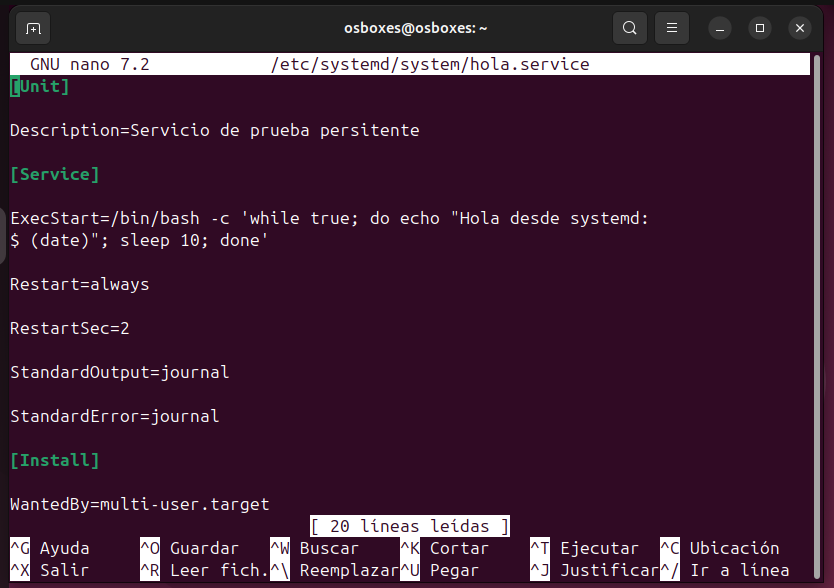 osboxes@osboxes: ~
GNU nano 7.2 /etc/systemd/system/hola.service
[Unit]
Description=Servicio de prueba persitente
[Service]
ExecStart=/bin/bash -c 'while true; do echo "Hola desde systemd:
$ (date)"; sleep 10; done'
Restart=always
RestartSec=2
StandardOutput=journal
StandardError=journal
[Install]
WantedBy=multi-user.target
[ 20 líneas leídas ]
^G Ayuda ^O Guardar ^W Buscar ^K Cortar ^T Ejecutar ^C Ubicación
^X Salir ^R Leer fich. ^\ Reemplazar ^U Pegar ^J Justificar ^/ Ir a línea